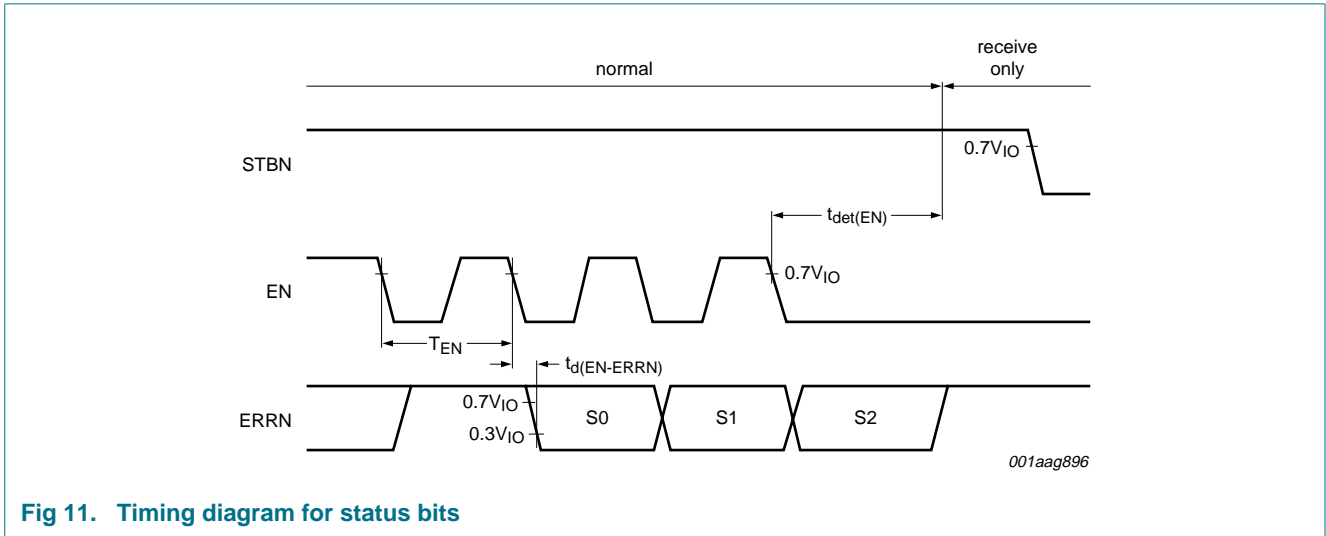 normal
receive
only
STBN
0.7VIO
tdet(EN)
EN
0.7VIO
TEN
td(EN-ERRN)
ERRN
0.7VIO
0.3VIO
S0
S1
S2
001aag896
Fig 11. Timing diagram for status bits